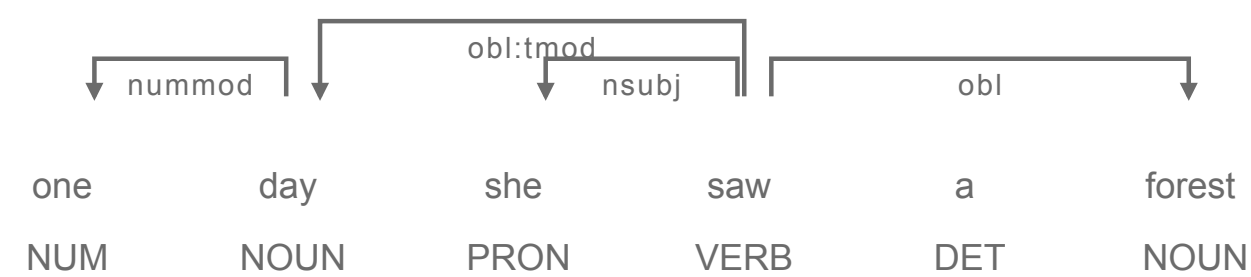 obl:tmod
nummod nsubj obl
one day she saw a forest
NUM NOUN PRON VERB DET NOUN